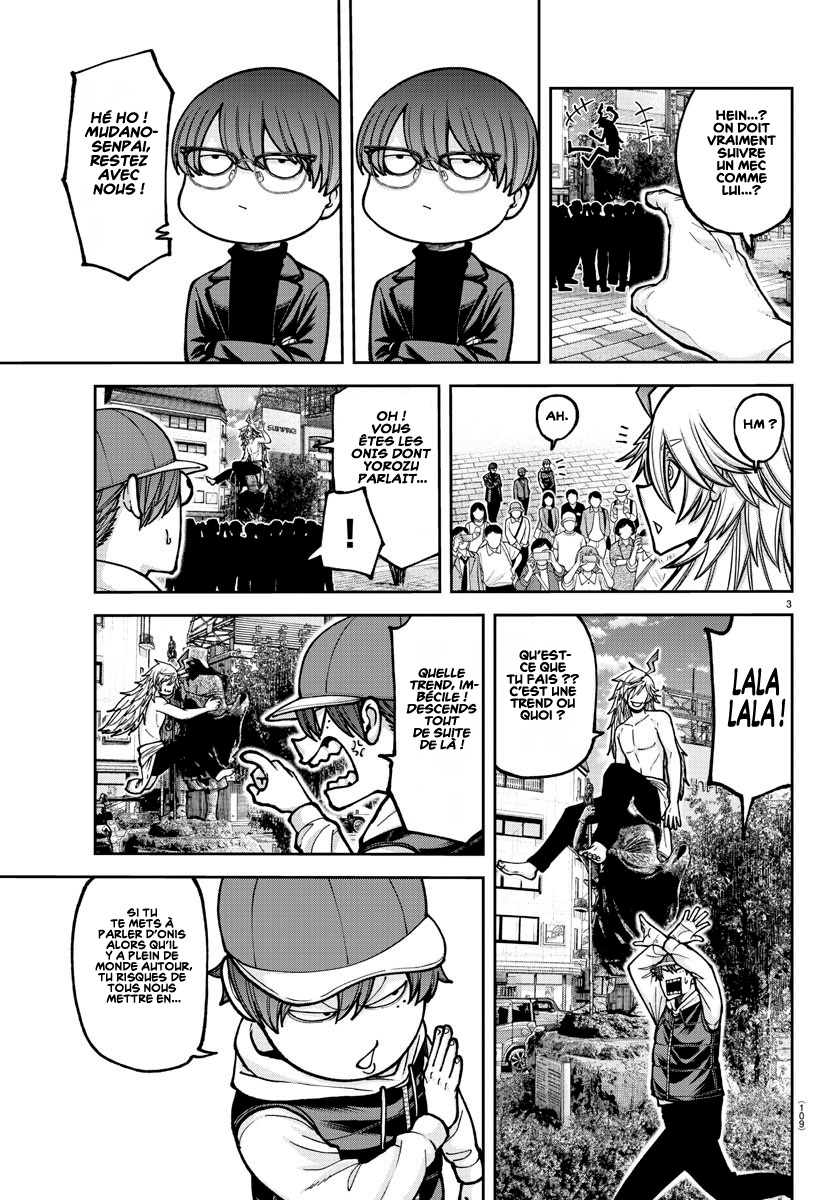 HEIN...?
ON DOIT
VRAIMENT
SUIVRE
UN MEC
COMME
LUI...?
HÉ HO !
MUDANO-
SENPAI,
RESTEZ
AVEC
NOUS !
HM ?
AH.
OH !
VOUS
ÊTES LES
ONIS DONT
YOROZU
PARLAIT...
!
SUNPAC
3
LALA
LALA !
QU'EST-
CE QUE
TU FAIS ??
C'EST UNE
TREND OU
QUOI ?
QUELLE
TREND, IM-
BÉCILE !
DESCENDS
TOUT
DE SUITE
DE LÀ !
SI TU
TE METS À
PARLER D'ONIS
ALORS QU'IL
Y A PLEIN DE
MONDE AUTOUR,
TU RISQUES DE
TOUS NOUS
METTRE EN...
(109)